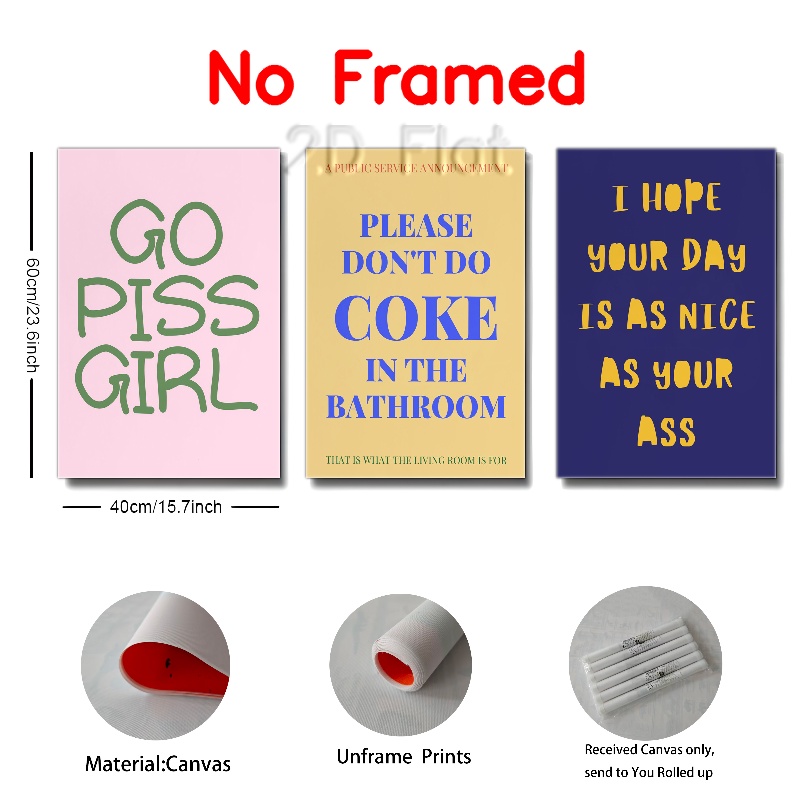 No Framed
2D Flat
GO
PISS
GIRL
A PUBLIC SERVICE ANNOUNCEMENT
PLEASE
DON'T DO
COKE
IN THE
BATHROOM
THAT IS WHAT THE LIVING ROOM IS FOR
I HOPE
YOUR DAY
IS AS NICE
AS YOUR
ASS
60cm/23.6inch
40cm/15.7inch
Material:Canvas
Unframe Prints
Received Canvas only,
send to You Rolled up